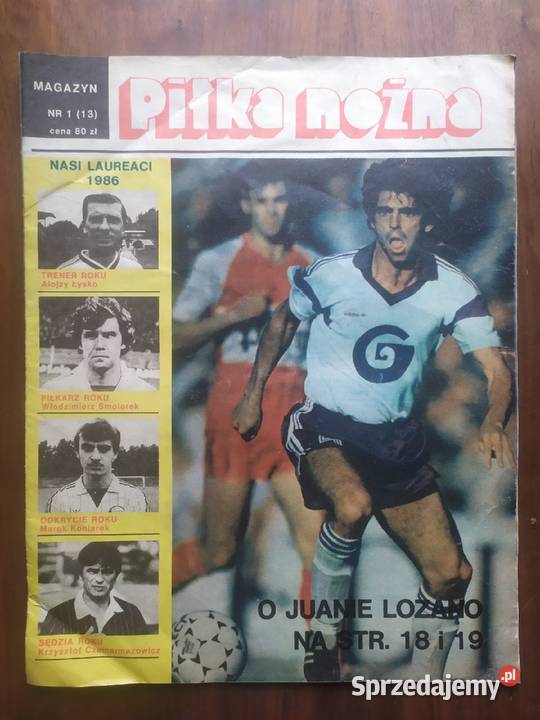 MAGAZYN
NR 1 (13)
cena 80 zł
Piłka nożna
NASI LAUREACI
1986
TRENER ROKU
Alojzy Łysko
PIŁKARZ ROKU
Włodzimierz Smolarek
ODKRYCIE ROKU
Marek Koniarek
SĘDZIA ROKU
Krzysztof Czemarmazowicz
G
O JUANIE LOZANO
NA STR. 18 i 19
Sprzedajemy.pl